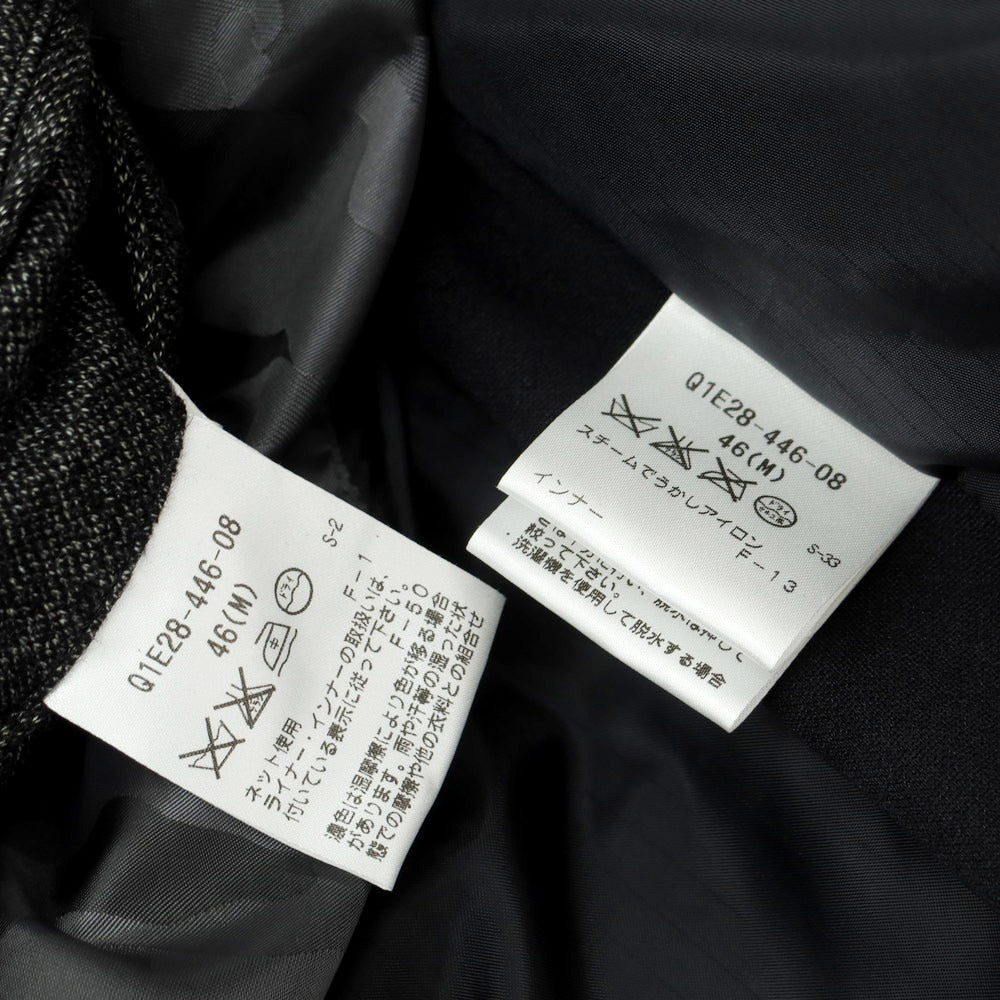 Q1E28-446-08
46(M)
ドライ
中
S-2
ネット使用
F-1
ライナー・インナーの取扱いは、
付いている表示に従って下さい。
F-50
濃色は湿摩擦により色が移る場合
があります。雨や汗等の湿った状
態での摩擦や他の衣料との組合せ
Q1E28-446-08
46(M)
ドライ
スチームでうかしアイロン
S-33
F-13
インナー
絞って下さい。
・洗濯機を使用して脱水する場合